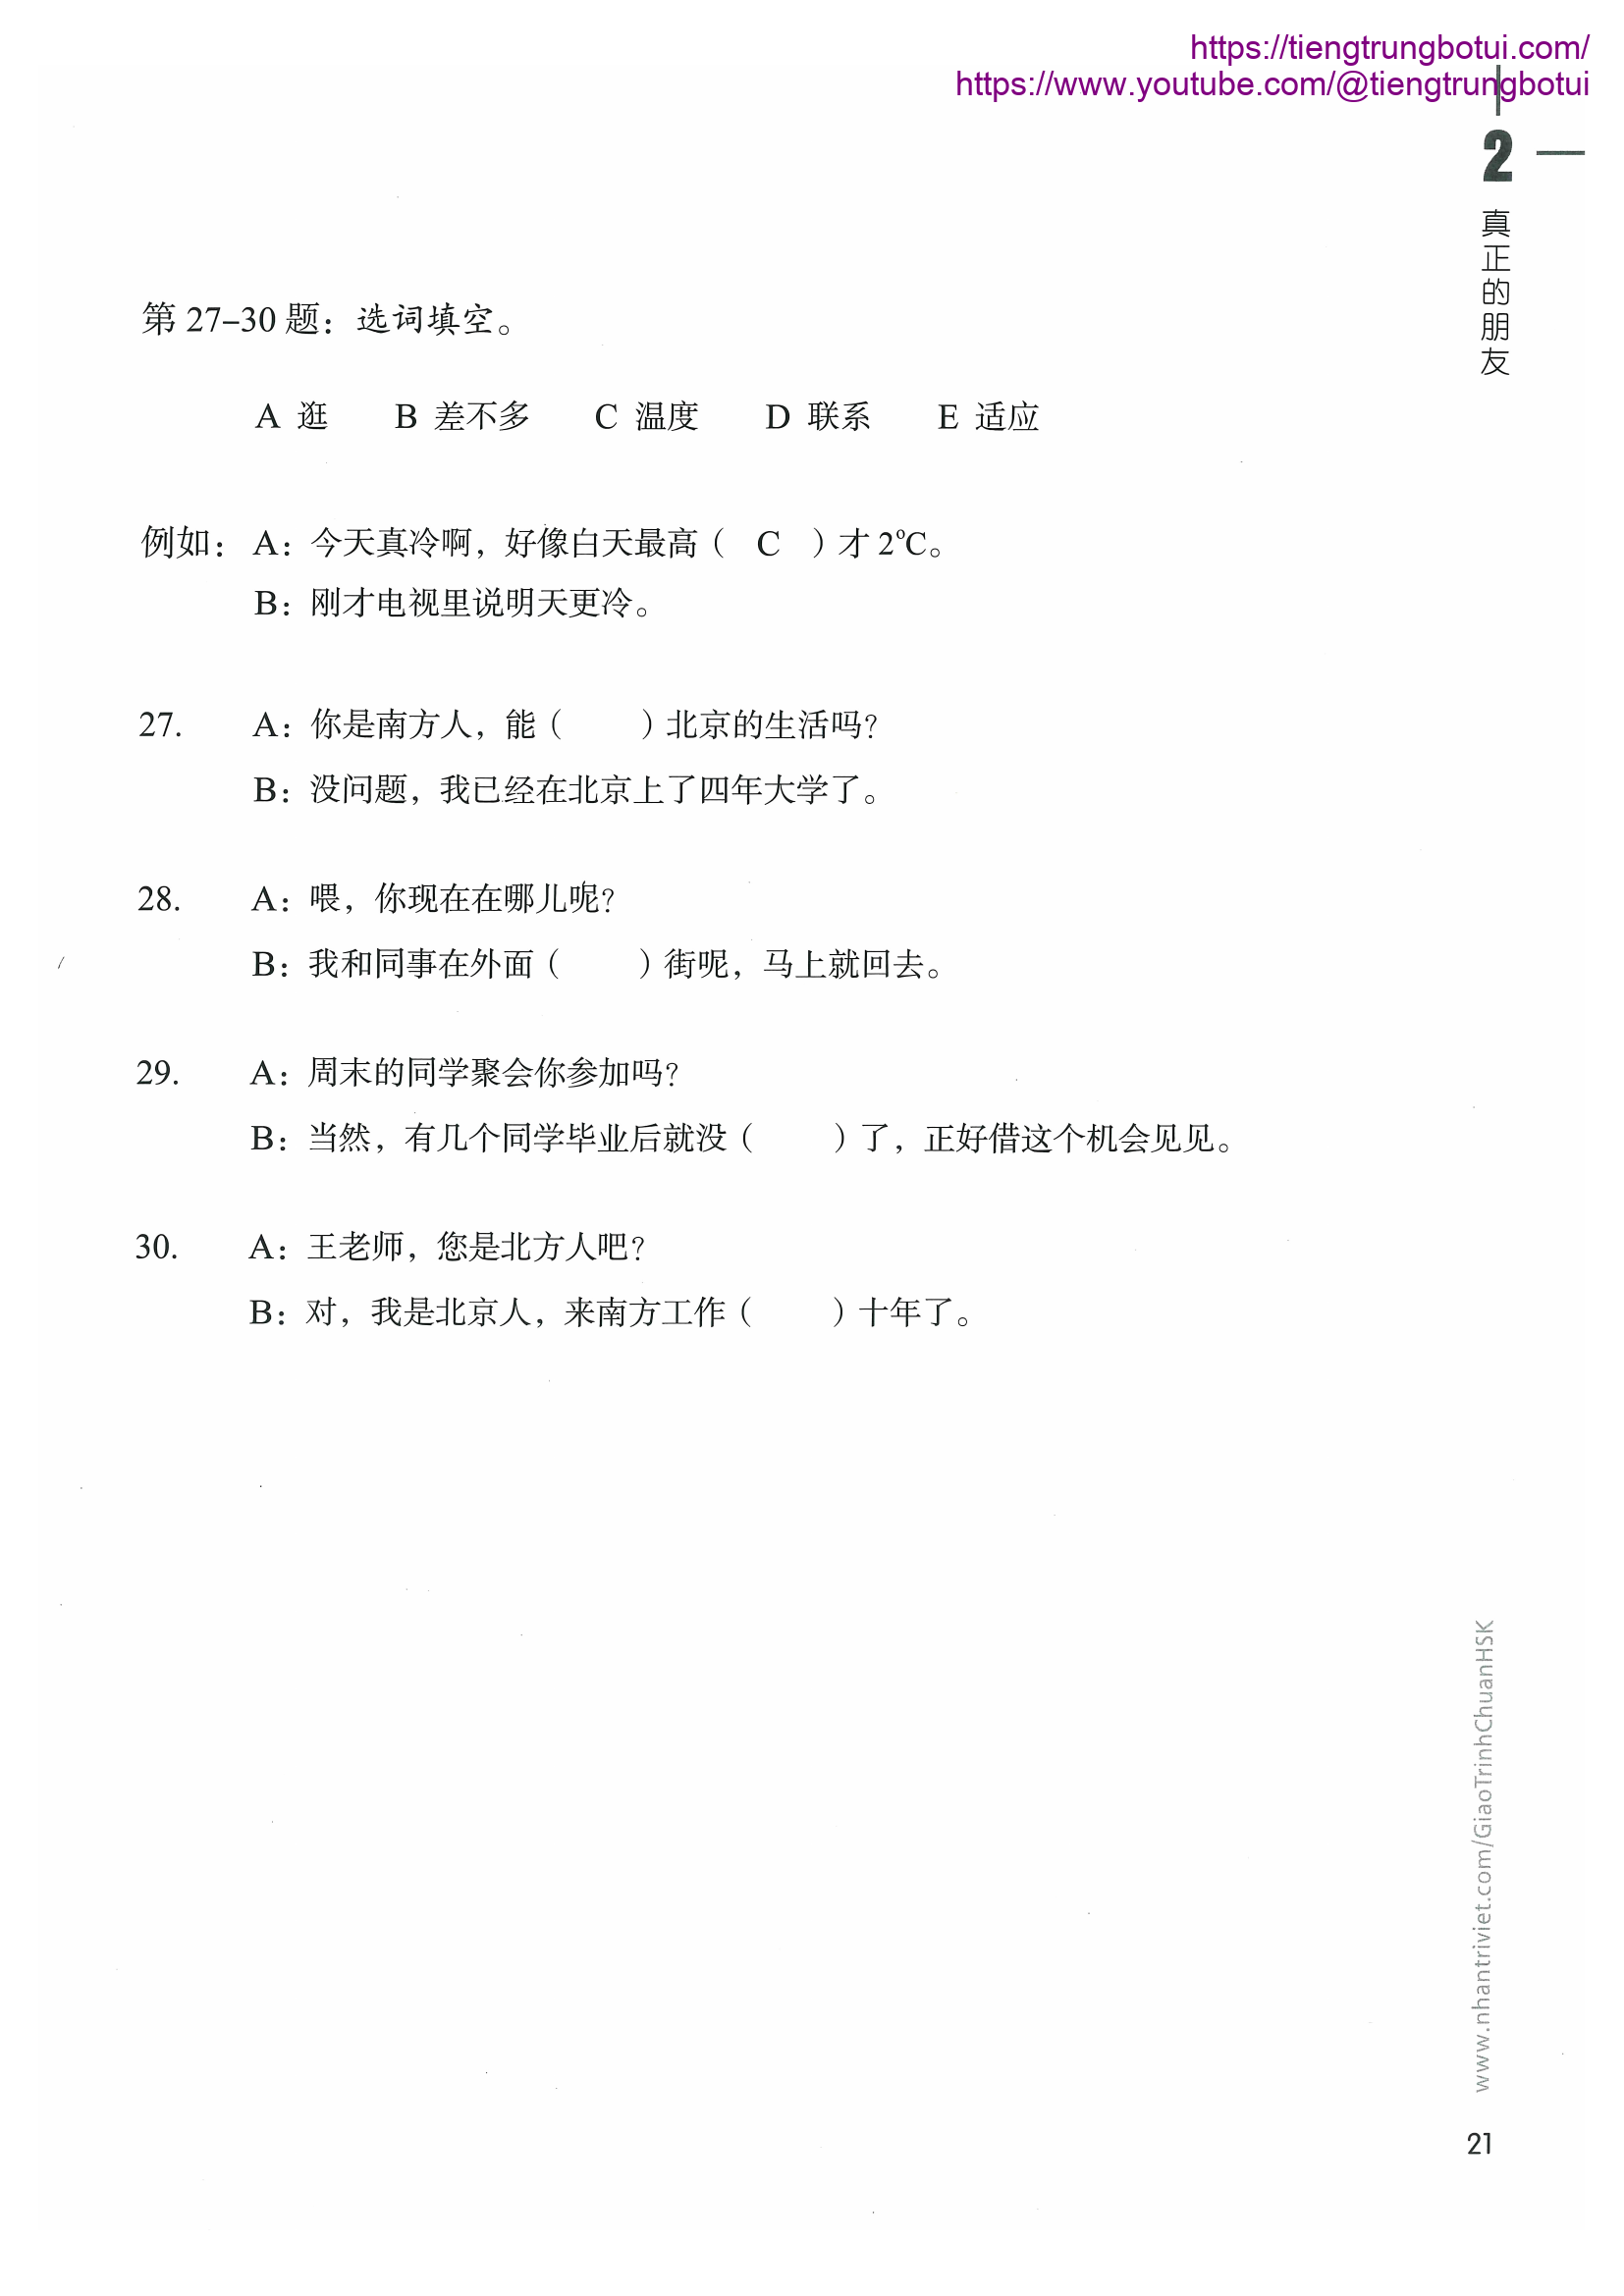 https://tiengtrungbotui.com/
https://www.youtube.com/@tiengtrungbotui
2
真正的朋友
第 27–30 题：选词填空。
A 逛 B 差不多 C 温度 D 联系 E 适应
例如： A：今天真冷啊，好像白天最高（ C ）才 2℃。
B：刚才电视里说明天更冷。
27. A：你是南方人，能（ ）北京的生活吗？
B：没问题，我已经在北京上了四年大学了。
28. A：喂，你现在在哪儿呢？
B：我和同事在外面（ ）街呢，马上就回去。
29. A：周末的同学聚会你参加吗？
B：当然，有几个同学毕业后就没（ ）了，正好借这个机会见见。
30. A：王老师，您是北方人吧？
B：对，我是北京人，来南方工作（ ）十年了。
www.nhantriviet.com/GiaoTrinhChuanHSK
21